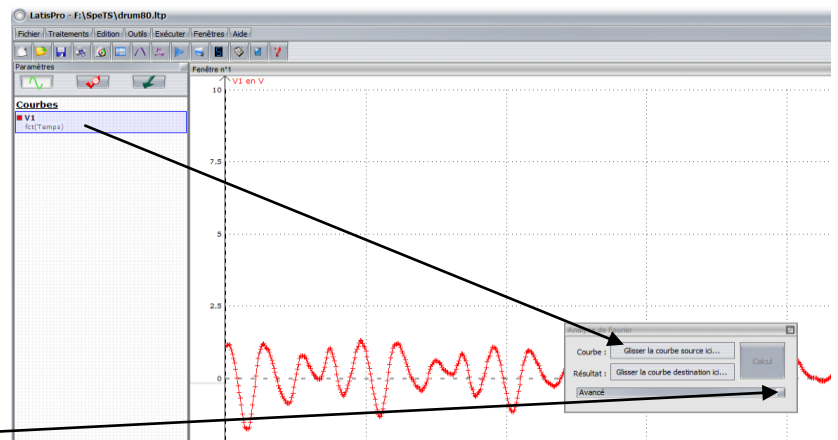 LatisPro - F:\SpeTS\drum80.ltp
Fichier Traitements Edition Outils Exécuter Fenêtres Aide
Paramètres
Fenêtre n°1
V1 en V
10
Courbes
V1
fct(Temps)
7.5
5
2.5
Analyse de Fourier
Courbe : Glisser la courbe source ici...
Calcul
Résultat : Glisser la courbe destination ici...
0
Avancé